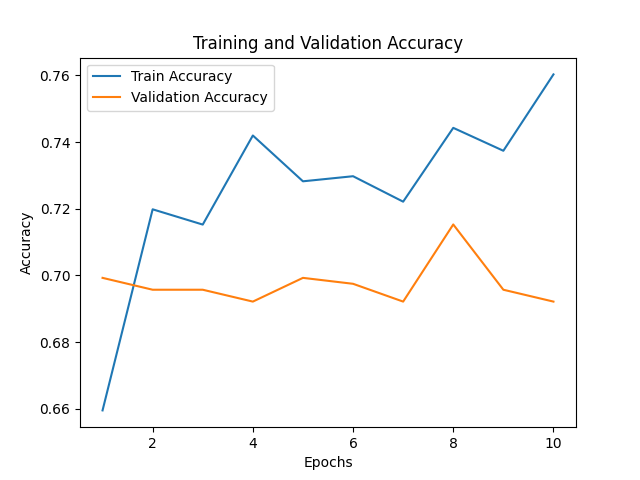 Training and Validation Accuracy
Train Accuracy
Validation Accuracy
0.76
0.74
0.72
0.70
0.68
0.66
Accuracy
2
4
6
8
10
Epochs